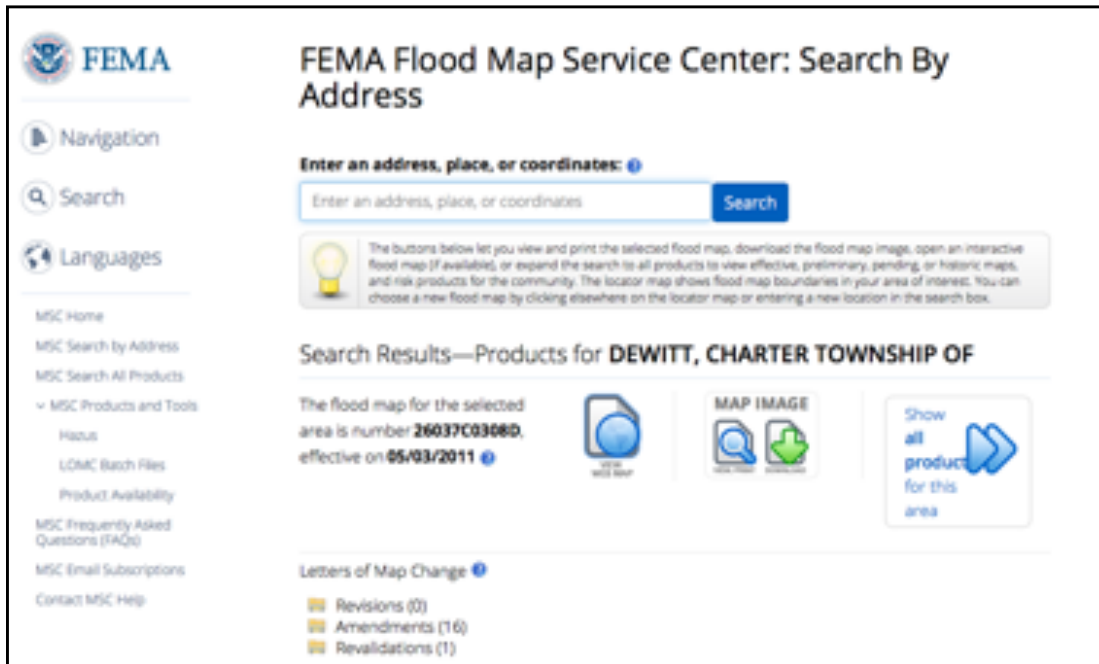 FEMA
Navigation
Search
Languages
MSC Home
MSC Search by Address
MSC Search All Products
MSC Products and Tools
Hazus
LOMC Batch Files
Product Availability
MSC Frequently Asked
Questions (FAQs)
MSC Email Subscriptions
Contact MSC Help
FEMA Flood Map Service Center: Search By
Address
Enter an address, place, or coordinates:
Enter an address, place, or coordinates
Search
The buttons below let you view and print the selected flood map, download the flood map image, open an interactive
flood map (if available), or expand the search to all products to view effective, preliminary, pending, or historic maps,
and risk products for the community. The locator map shows flood map boundaries in your area of interest. You can
choose a new flood map by clicking elsewhere on the locator map or entering a new location in the search box.
Search Results—Products for DEWITT, CHARTER TOWNSHIP OF
The flood map for the selected
area is number 26037C0308D,
effective on 05/03/2011
VIEW
WEB MAP
MAP IMAGE
VIEW/PRINT DOWNLOAD
Show
all
product
for this
area
Letters of Map Change
Revisions (0)
Amendments (16)
Revalidations (1)